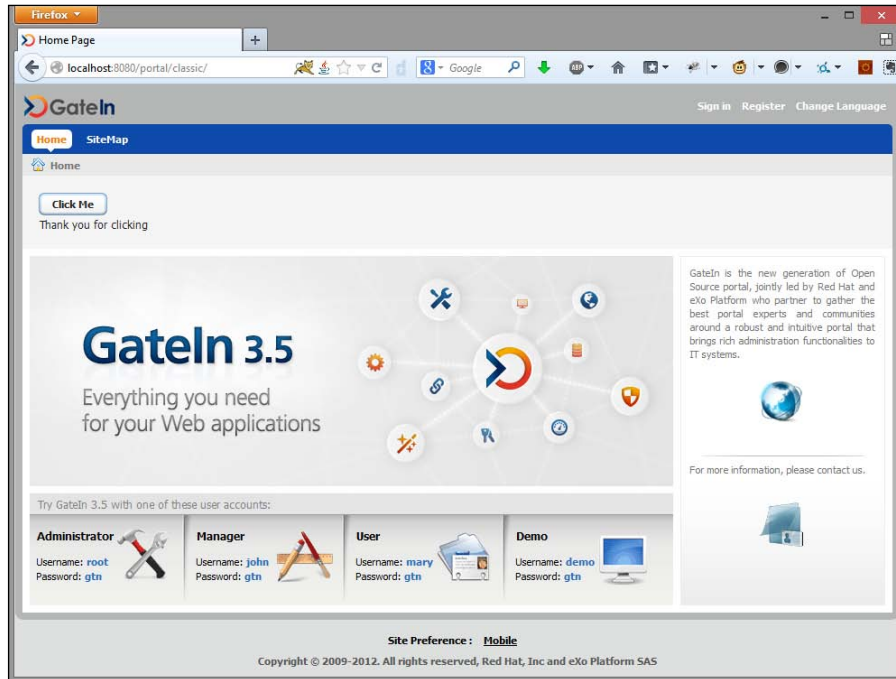 Firefox
Home Page
localhost:8080/portal/classic/
Google
ABP
GateIn
Sign in Register Change Language
Home SiteMap
Home
Click Me
Thank you for clicking
GateIn 3.5
Everything you need
for your Web applications
GateIn is the new generation of Open
Source portal, jointly led by Red Hat and
eXo Platform who partner to gather the
best portal experts and communities
around a robust and intuitive portal that
brings rich administration functionalities to
IT systems.
For more information, please contact us.
Try GateIn 3.5 with one of these user accounts:
Administrator
Username: root
Password: gtn
Manager
Username: john
Password: gtn
User
Username: mary
Password: gtn
Demo
Username: demo
Password: gtn
Site Preference : Mobile
Copyright © 2009-2012. All rights reserved, Red Hat, Inc and eXo Platform SAS